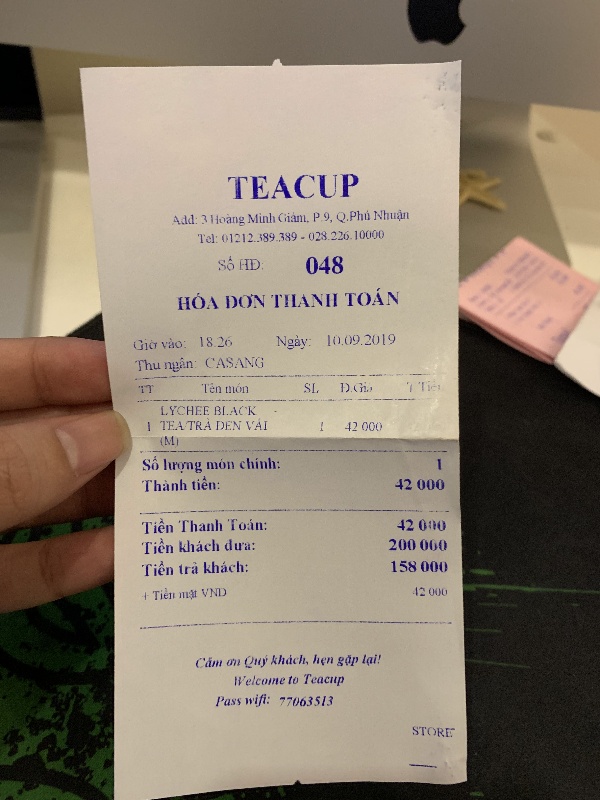 TEACUP
Add: 3 Hoàng Minh Giám, P.9, Q.Phú Nhuận
Tel: 01212.389.389 - 028.226.10000
Số HĐ: 048
HÓA ĐƠN THANH TOÁN
Giờ vào: 18:26 Ngày: 10.09.2019
Thu ngân: CASANG
TT Tên món SL Đ.Giá T.Tiền
LYCHEE BLACK
1 TEA/TRÀ ĐEN VẢI 1 42 000
(M)
Số lượng món chính: 1
Thành tiền: 42 000
Tiền Thanh Toán: 42 000
Tiền khách đưa: 200 000
Tiền trả khách: 158 000
+ Tiền mặt VND 42 000
Cảm ơn Quý khách, hẹn gặp lại!
Welcome to Teacup
Pass wifi: 77063513
STORE